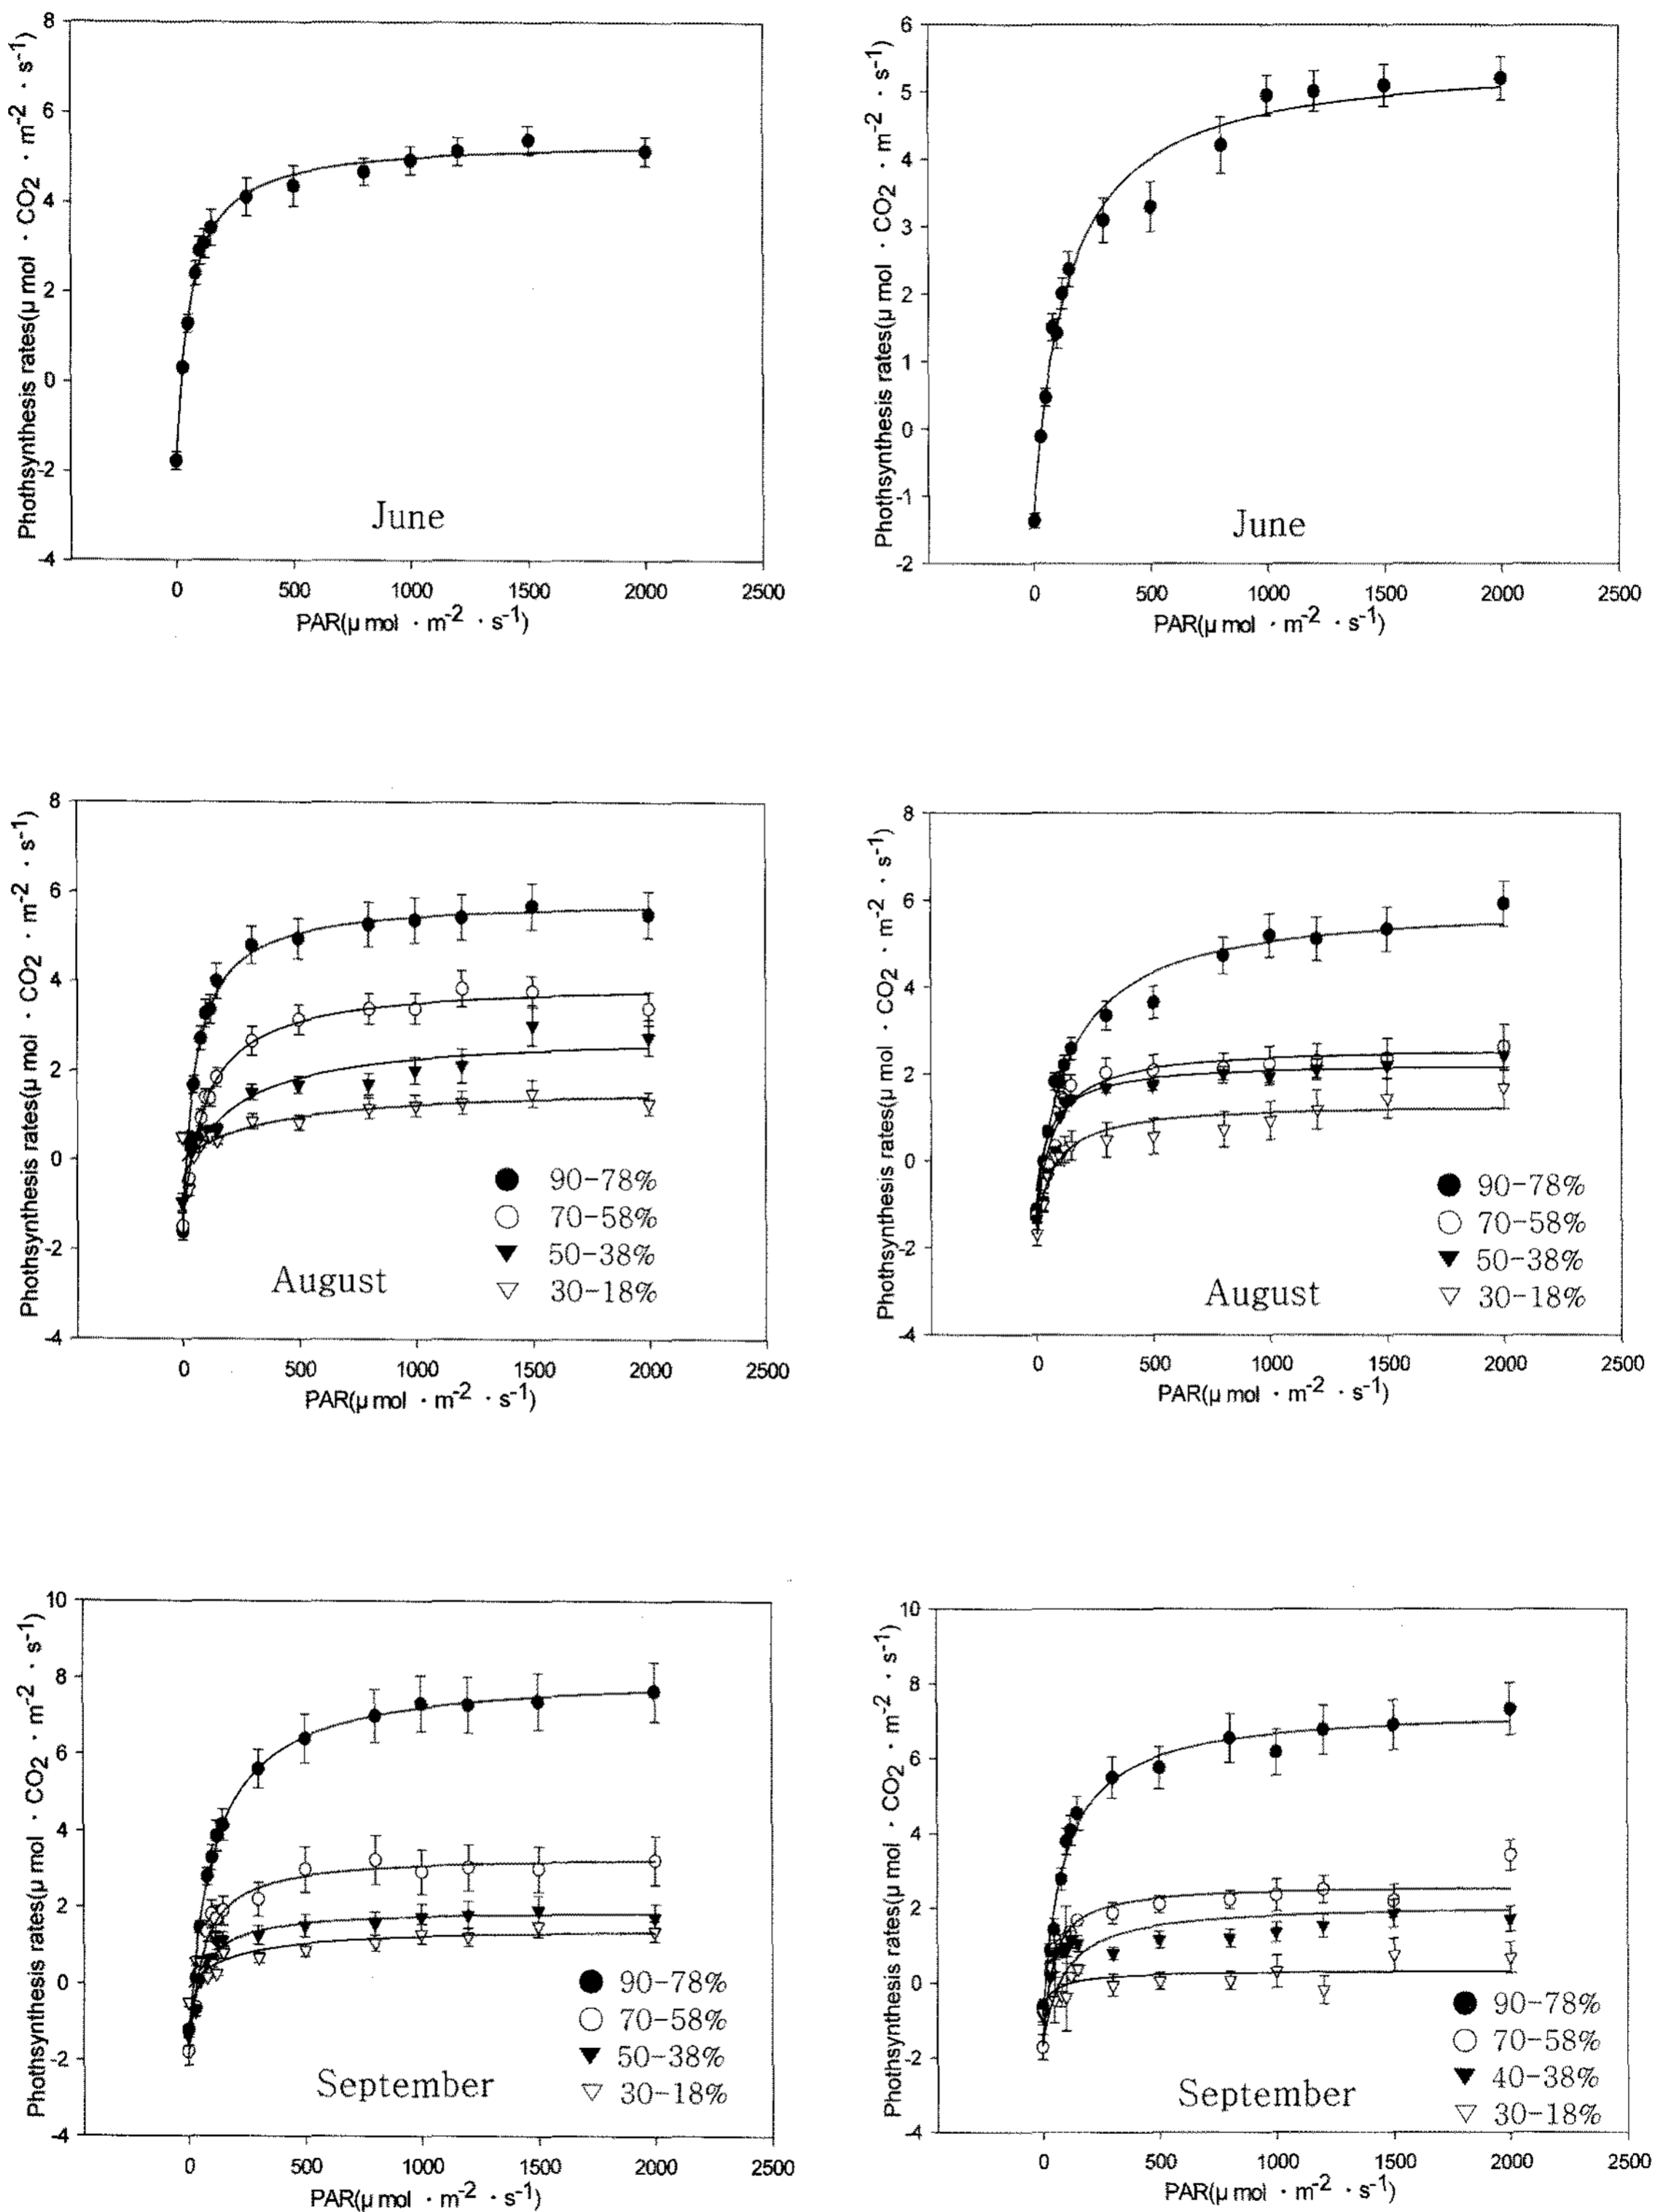 Phothsynthesis rates(μ mol · CO2 · m-2 · s-1)
8
6
4
2
0
-2
-4
June
0 500 1000 1500 2000 2500
PAR(μ mol · m-2 · s-1)
Phothsynthesis rates(μ mol · CO2 · m-2 · s-1)
6
5
4
3
2
1
0
-1
-2
June
0 500 1000 1500 2000 2500
PAR(μ mol · m-2 · s-1)
Phothsynthesis rates(μ mol · CO2 · m-2 · s-1)
8
6
4
2
0
-2
-4
90-78%
70-58%
50-38%
30-18%
August
0 500 1000 1500 2000 2500
PAR(μ mol · m-2 · s-1)
Phothsynthesis rates(μ mol · CO2 · m-2 · s-1)
8
6
4
2
0
-2
-4
90-78%
70-58%
50-38%
30-18%
August
0 500 1000 1500 2000 2500
PAR(μ mol · m-2 · s-1)
Phothsynthesis rates(μ mol · CO2 · m-2 · s-1)
10
8
6
4
2
0
-2
-4
90-78%
70-58%
50-38%
30-18%
September
0 500 1000 1500 2000 2500
PAR(μ mol · m-2 · s-1)
Phothsynthesis rates(μ mol · CO2 · m-2 · s-1)
10
8
6
4
2
0
-2
-4
90-78%
70-58%
40-38%
30-18%
September
0 500 1000 1500 2000 2500
PAR(μ mol · m-2 · s-1)